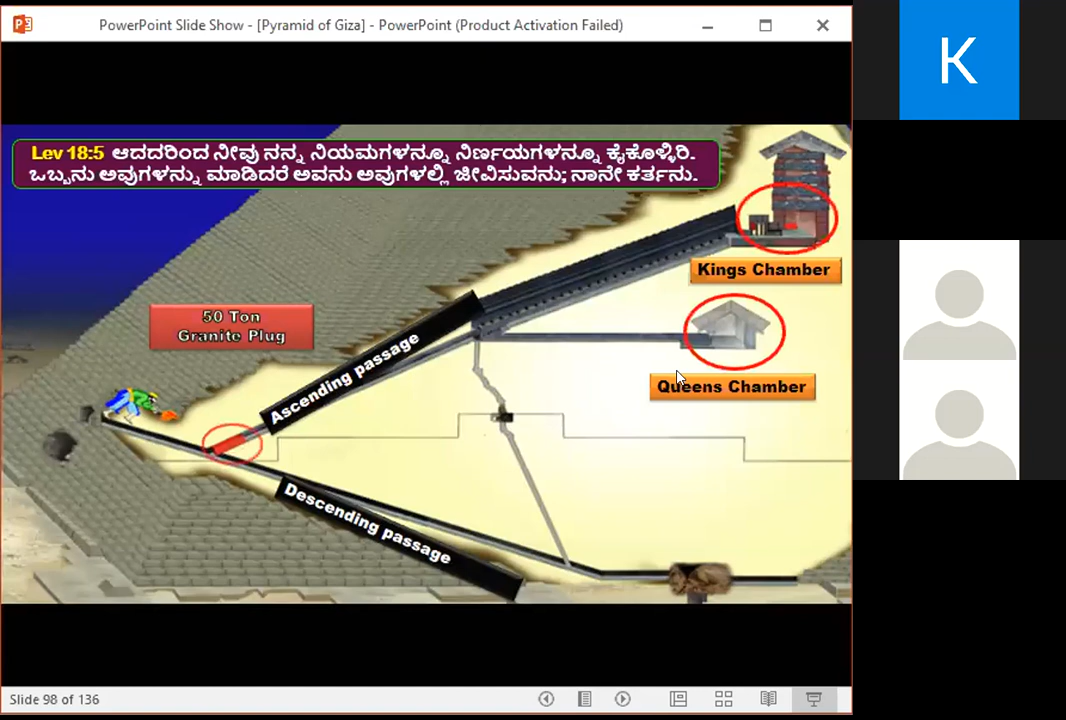 PowerPoint Slide Show - [Pyramid of Giza] - PowerPoint (Product Activation Failed)
K
Lev 18:5 ಆದದರಿಂದ ನೀವು ನನ್ನ ನಿಯಮಗಳನ್ನೂ ನಿರ್ಣಯಗಳನ್ನೂ ಕೈಕೊಳ್ಳಿರಿ.
ಒಬ್ಬನು ಅವುಗಳನ್ನು ಮಾಡಿದರೆ ಅವನು ಅವುಗಳಲ್ಲಿ ಜೀವಿಸುವನು; ನಾನೇ ಕರ್ತನು.
Kings Chamber
50 Ton
Granite Plug
Ascending passage
Queens Chamber
Descending passage
Slide 98 of 136